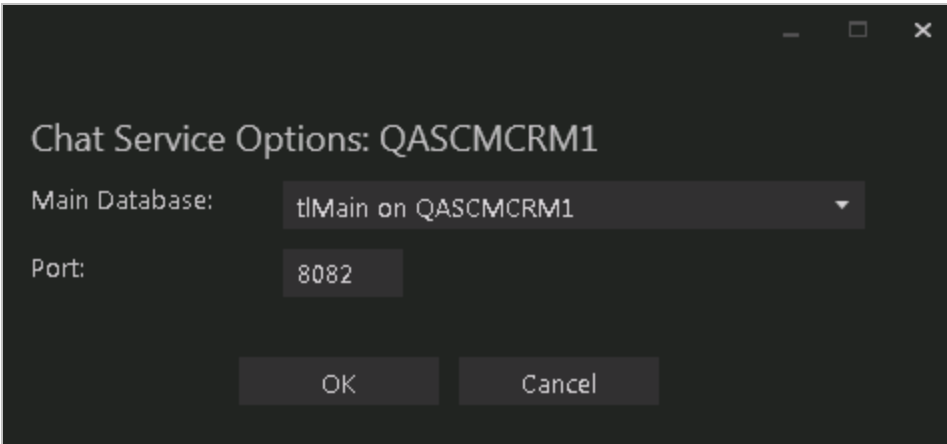 Chat Service Options: QASCMCRM1
Main Database:
tlMain on QASCMCRM1
Port:
8082
OK
Cancel